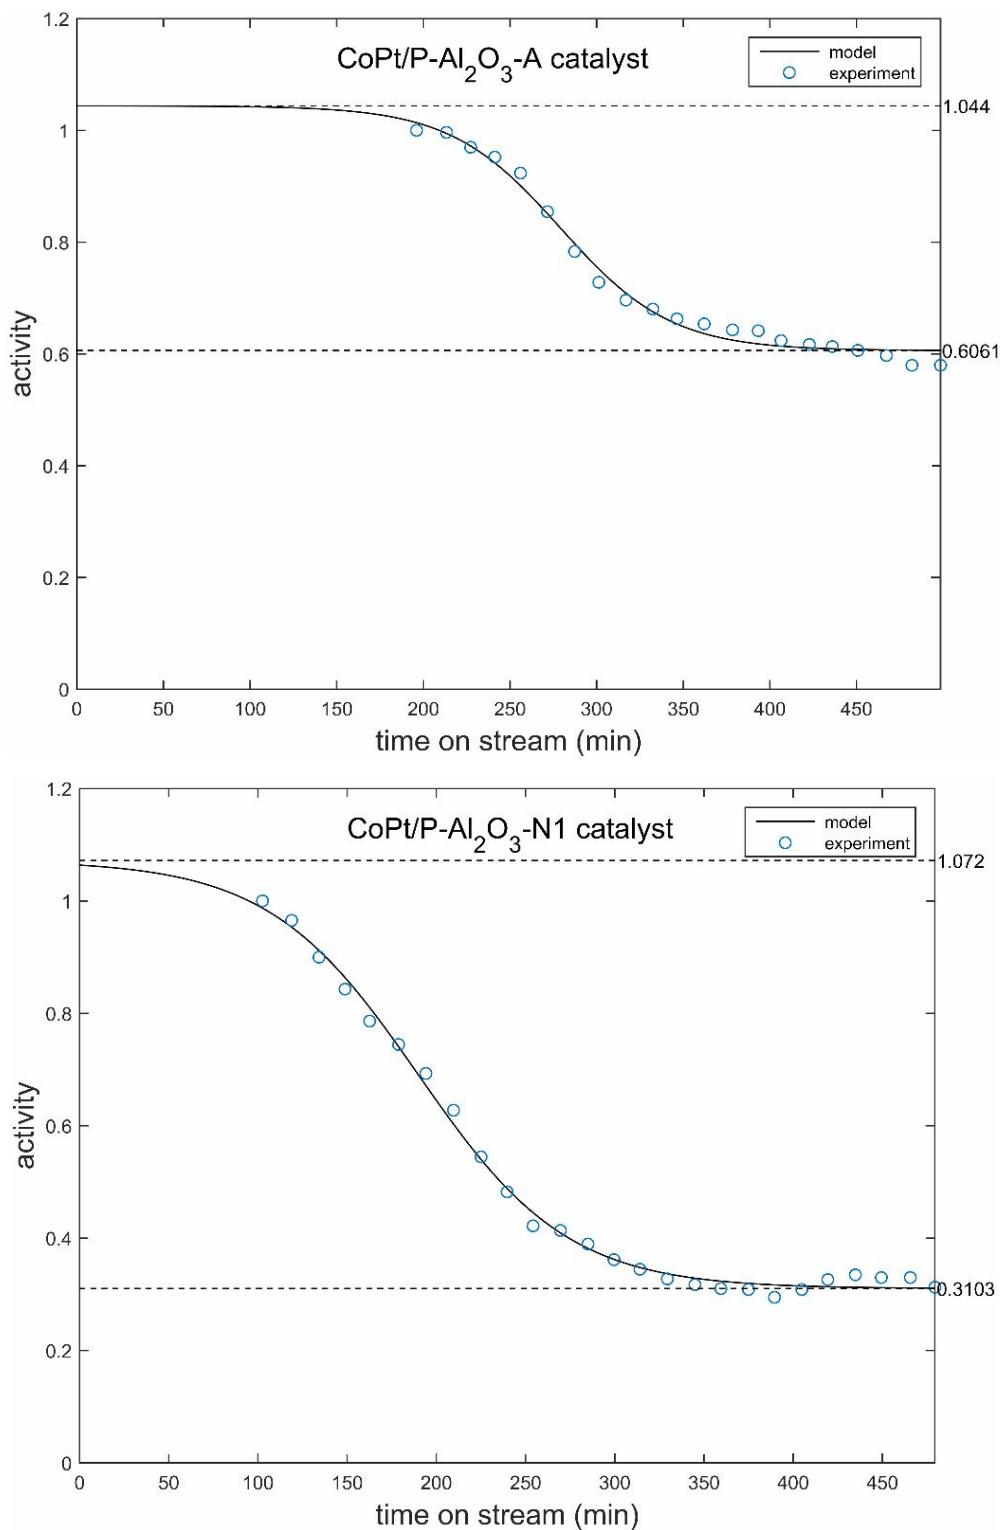 1.2
CoPt/P-Al2O3-A catalyst
model
experiment
1.044
1
0.8
activity
0.6
0.6061
0.4
0.2
0
0 50 100 150 200 250 300 350 400 450
time on stream (min)
1.2
CoPt/P-Al2O3-N1 catalyst
model
experiment
1.072
1
0.8
activity
0.6
0.4
0.3103
0.2
0
0 50 100 150 200 250 300 350 400 450
time on stream (min)